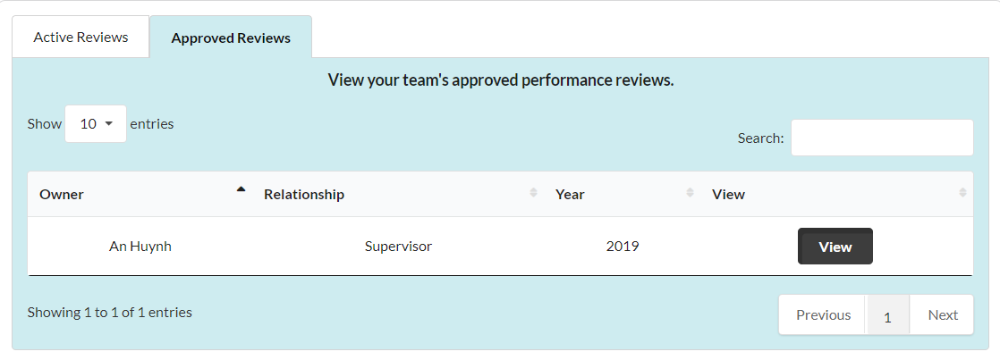 Active Reviews
Approved Reviews
View your team's approved performance reviews.
Show 10 entries
Search:
Owner Relationship Year View
An Huynh Supervisor 2019 View
Showing 1 to 1 of 1 entries
Previous 1 Next